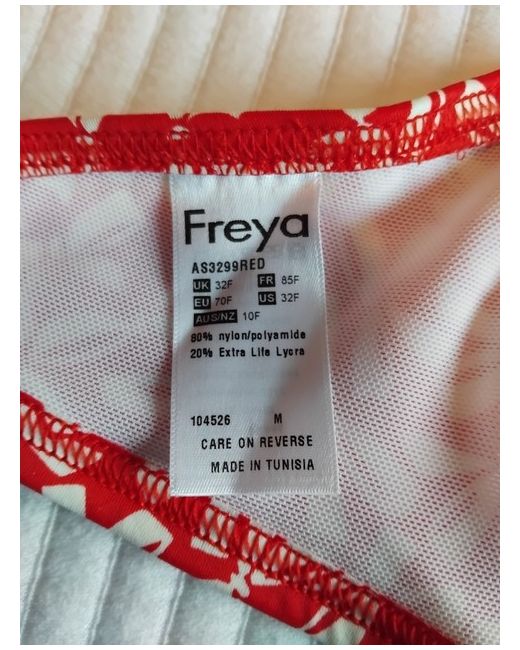 Freya
AS3299RED
UK 32F FR 85F
EU 70F US 32F
AUS/NZ 10F
80% nylon/polyamide
20% Extra Life Lycra
104526 M
CARE ON REVERSE
MADE IN TUNISIA